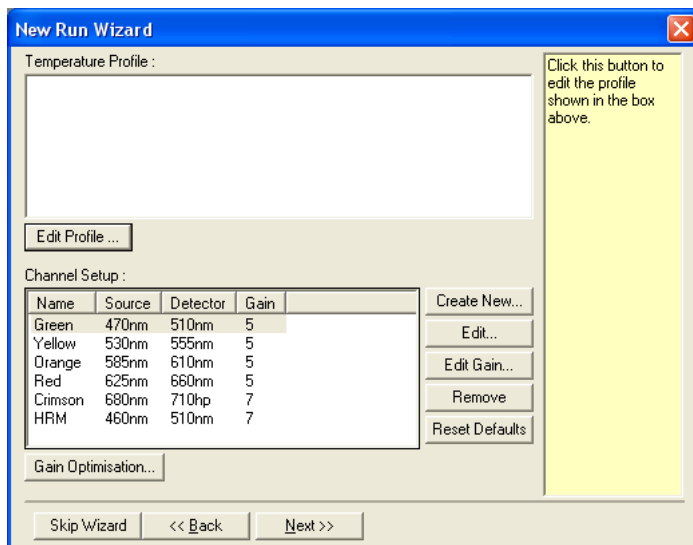 New Run Wizard
Temperature Profile :
Click this button to
edit the profile
shown in the box
above.
Edit Profile ...
Channel Setup :
Name Source Detector Gain
Green 470nm 510nm 5
Yellow 530nm 555nm 5
Orange 585nm 610nm 5
Red 625nm 660nm 5
Crimson 680nm 710hp 7
HRM 460nm 510nm 7
Create New...
Edit...
Edit Gain...
Remove
Reset Defaults
Gain Optimisation...
Skip Wizard << Back Next >>